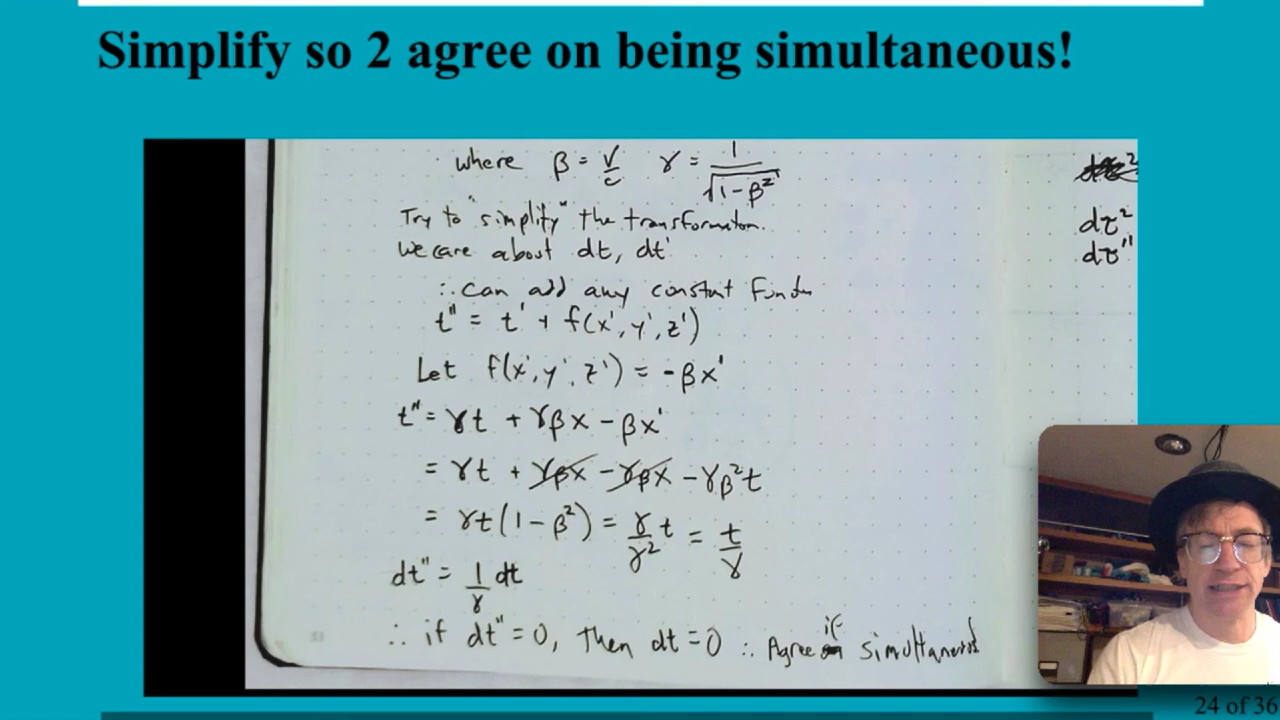 Simplify so 2 agree on being simultaneous!
where β = v/c γ = 1/√(1-β²)
Try to "simplify" the transformaton.
We care about dt, dt'
∴ can add any constant
t" = t' + f(x', y', z')
Let f(x', y', z') = -βx'
t" = γt + γβx - βx'
= γt + γβx - γβx - γβ²t
= γt(1-β²) = γ/γ² t = t/γ
dt" = 1/γ dt
∴ if dt" = 0, then dt = 0 ∴ Agree if simultaneous
dτ²
dτ"
24 of 36